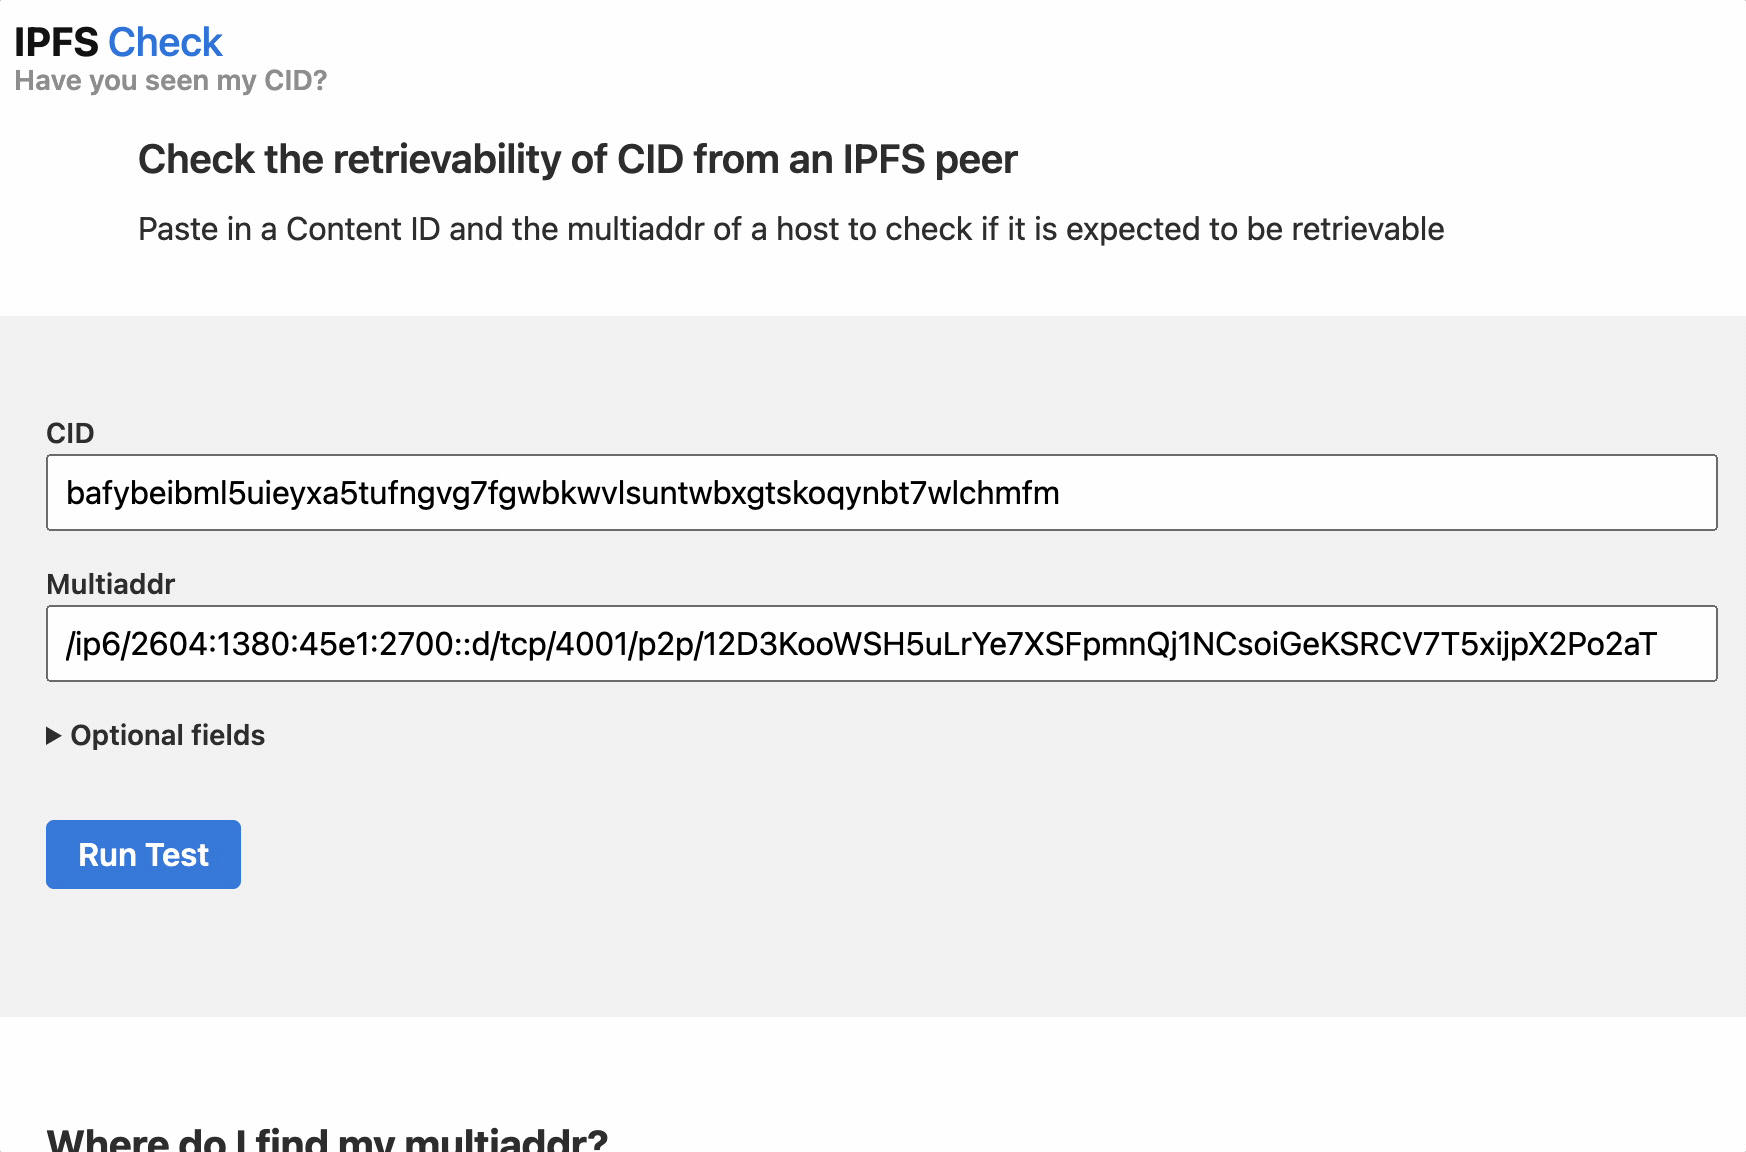 IPFS Check
Have you seen my CID?
Check the retrievability of CID from an IPFS peer
Paste in a Content ID and the multiaddr of a host to check if it is expected to be retrievable
CID
bafybeibml5uieyxa5tufngvg7fgwbkwvlsuntwbxgtskoqynbt7wlchmfm
Multiaddr
/ip6/2604:1380:45e1:2700::d/tcp/4001/p2p/12D3KooWSH5uLrYe7XSFpmnQj1NCsoiGeKSRCV7T5xijpX2Po2aT
Optional fields
Run Test
Where do I find my multiaddr?